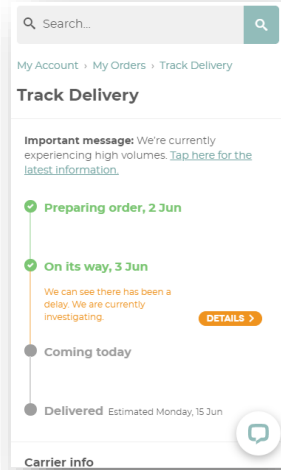 Search...
My Account › My Orders › Track Delivery
Track Delivery
Important message: We're currently
experiencing high volumes. Tap here for the
latest information.
Preparing order, 2 Jun
On its way, 3 Jun
We can see there has been a
delay. We are currently
investigating.
DETAILS >
Coming today
Delivered Estimated Monday, 15 Jun
Carrier info